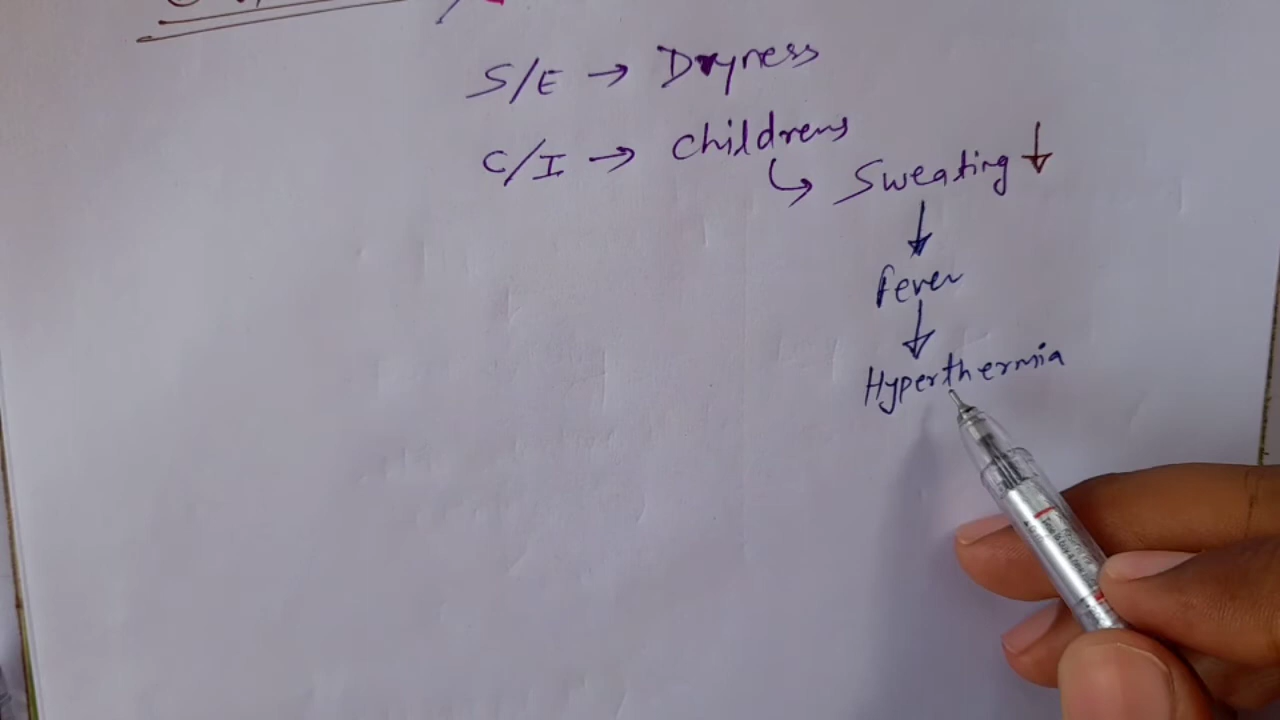 S/E → Dryness
C/I → Childrens
↳ Sweating ↓
↓
Fever
↓
Hyperthermia